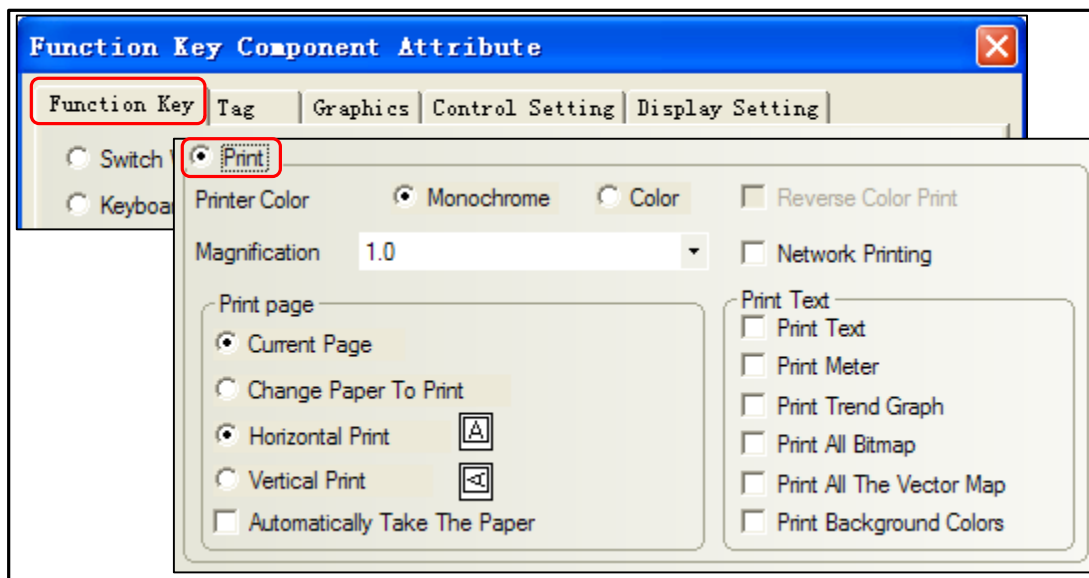 Function Key Component Attribute
Function Key Tag Graphics Control Setting Display Setting
Switch
Print
Keyboa
Printer Color Monochrome Color Reverse Color Print
Magnification 1.0 Network Printing
Print page
Current Page
Change Paper To Print
Horizontal Print A
Vertical Print A
Automatically Take The Paper
Print Text
Print Text
Print Meter
Print Trend Graph
Print All Bitmap
Print All The Vector Map
Print Background Colors